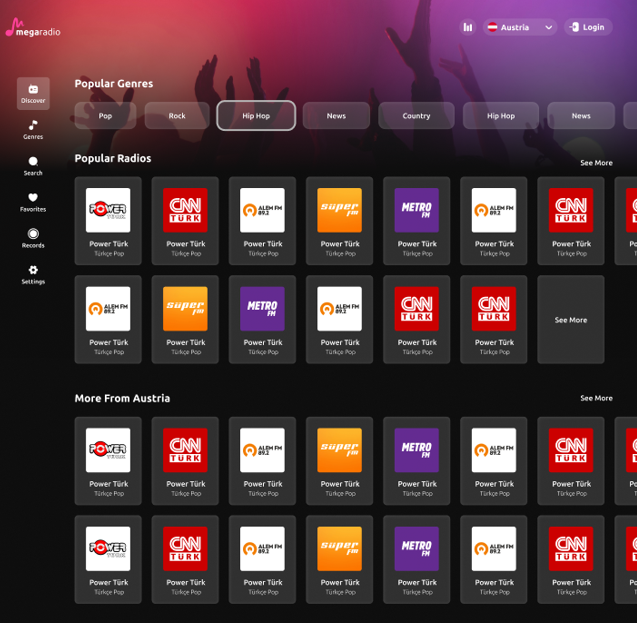 megaradio
Austria
Login
Discover
Genres
Search
Favorites
Records
Settings
Popular Genres
Pop
Rock
Hip Hop
News
Country
Hip Hop
News
Popular Radios
See More
POWER
TÜRK
CNN
TÜRK
ALEM FM
89.2
süper
FM
METRO
FM
ALEM FM
89.2
CNN
TÜRK
Power Türk
Türkçe Pop
Power Türk
Türkçe Pop
Power Türk
Türkçe Pop
Power Türk
Türkçe Pop
Power Türk
Türkçe Pop
Power Türk
Türkçe Pop
Power Türk
Türkçe Pop
ALEM FM
89.2
süper
FM
METRO
FM
ALEM FM
89.2
CNN
TÜRK
CNN
TÜRK
Power Türk
Türkçe Pop
Power Türk
Türkçe Pop
Power Türk
Türkçe Pop
Power Türk
Türkçe Pop
Power Türk
Türkçe Pop
Power Türk
Türkçe Pop
See More
More From Austria
See More
POWER
TÜRK
CNN
TÜRK
ALEM FM
89.2
süper
FM
METRO
FM
ALEM FM
89.2
CNN
TÜRK
Power Türk
Türkçe Pop
Power Türk
Türkçe Pop
Power Türk
Türkçe Pop
Power Türk
Türkçe Pop
Power Türk
Türkçe Pop
Power Türk
Türkçe Pop
Power Türk
Türkçe Pop
POWER
TÜRK
CNN
TÜRK
ALEM FM
89.2
süper
FM
METRO
FM
ALEM FM
89.2
CNN
TÜRK
Power Türk
Türkçe Pop
Power Türk
Türkçe Pop
Power Türk
Türkçe Pop
Power Türk
Türkçe Pop
Power Türk
Türkçe Pop
Power Türk
Türkçe Pop
Power Türk
Türkçe Pop